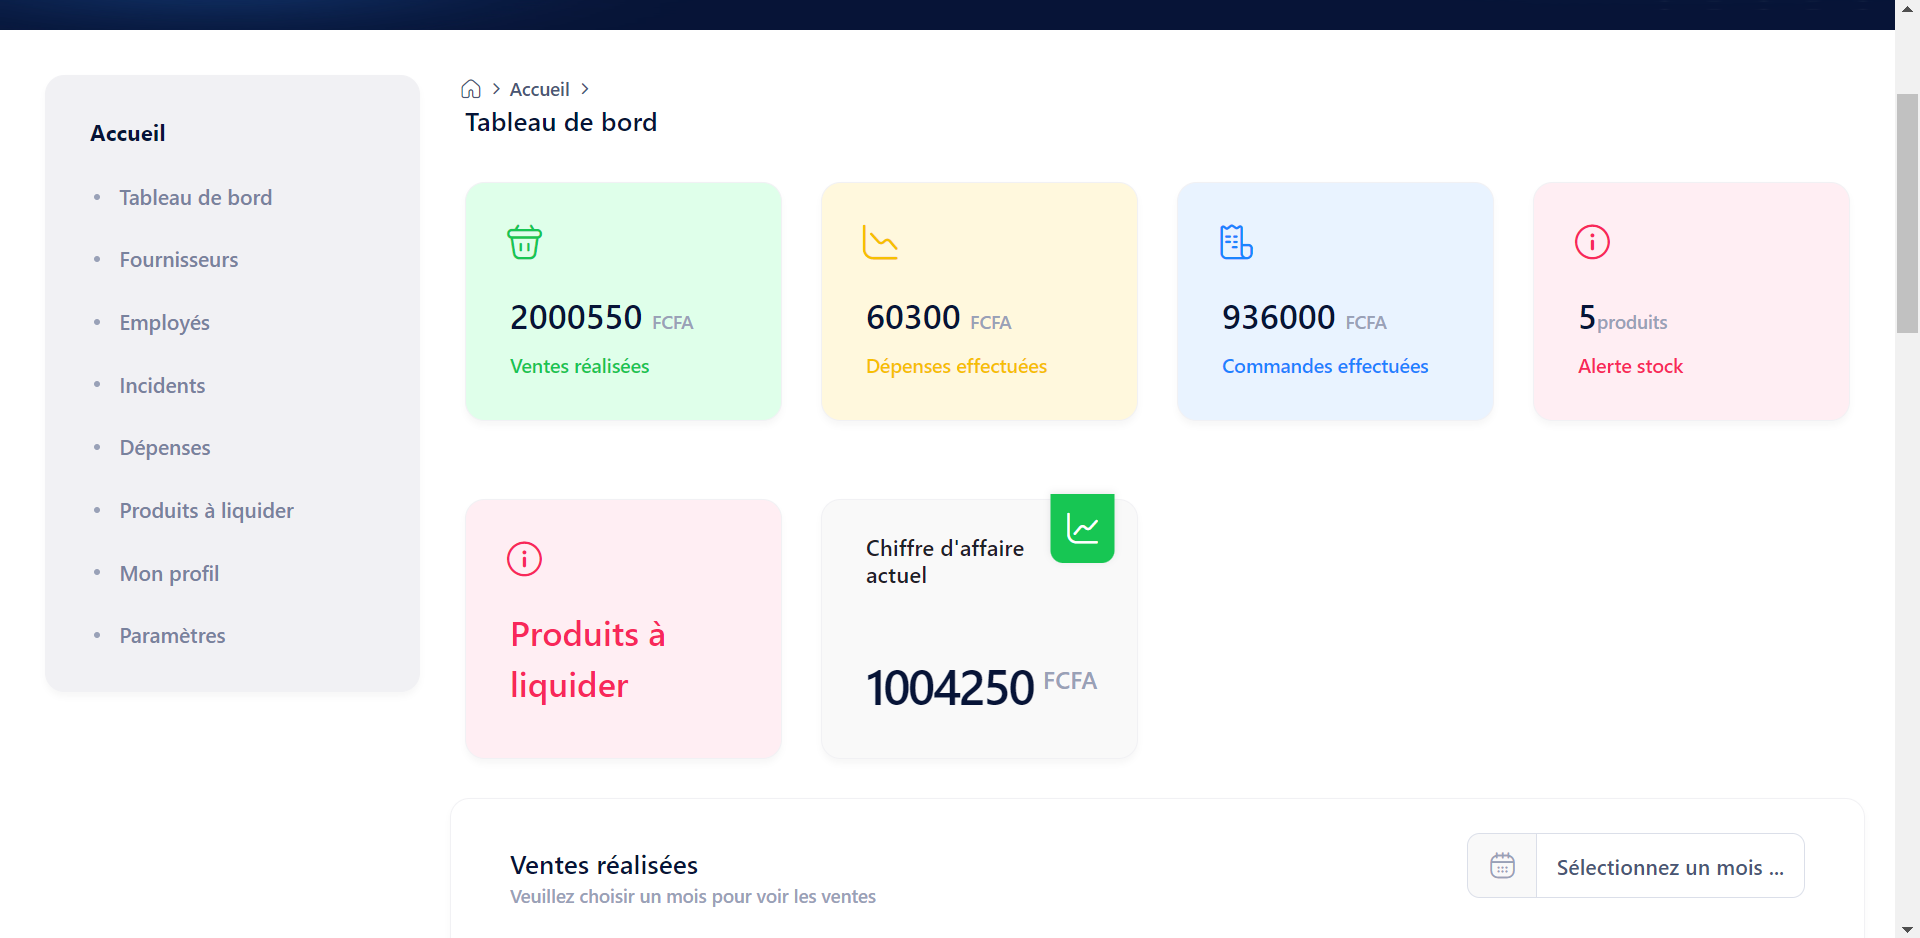 Accueil
Tableau de bord
Fournisseurs
Employés
Incidents
Dépenses
Produits à liquider
Mon profil
Paramètres
Accueil
Tableau de bord
2000550 FCFA
Ventes réalisées
60300 FCFA
Dépenses effectuées
936000 FCFA
Commandes effectuées
5produits
Alerte stock
Produits à
liquider
Chiffre d'affaire
actuel
1004250 FCFA
Ventes réalisées
Veuillez choisir un mois pour voir les ventes
Sélectionnez un mois ...